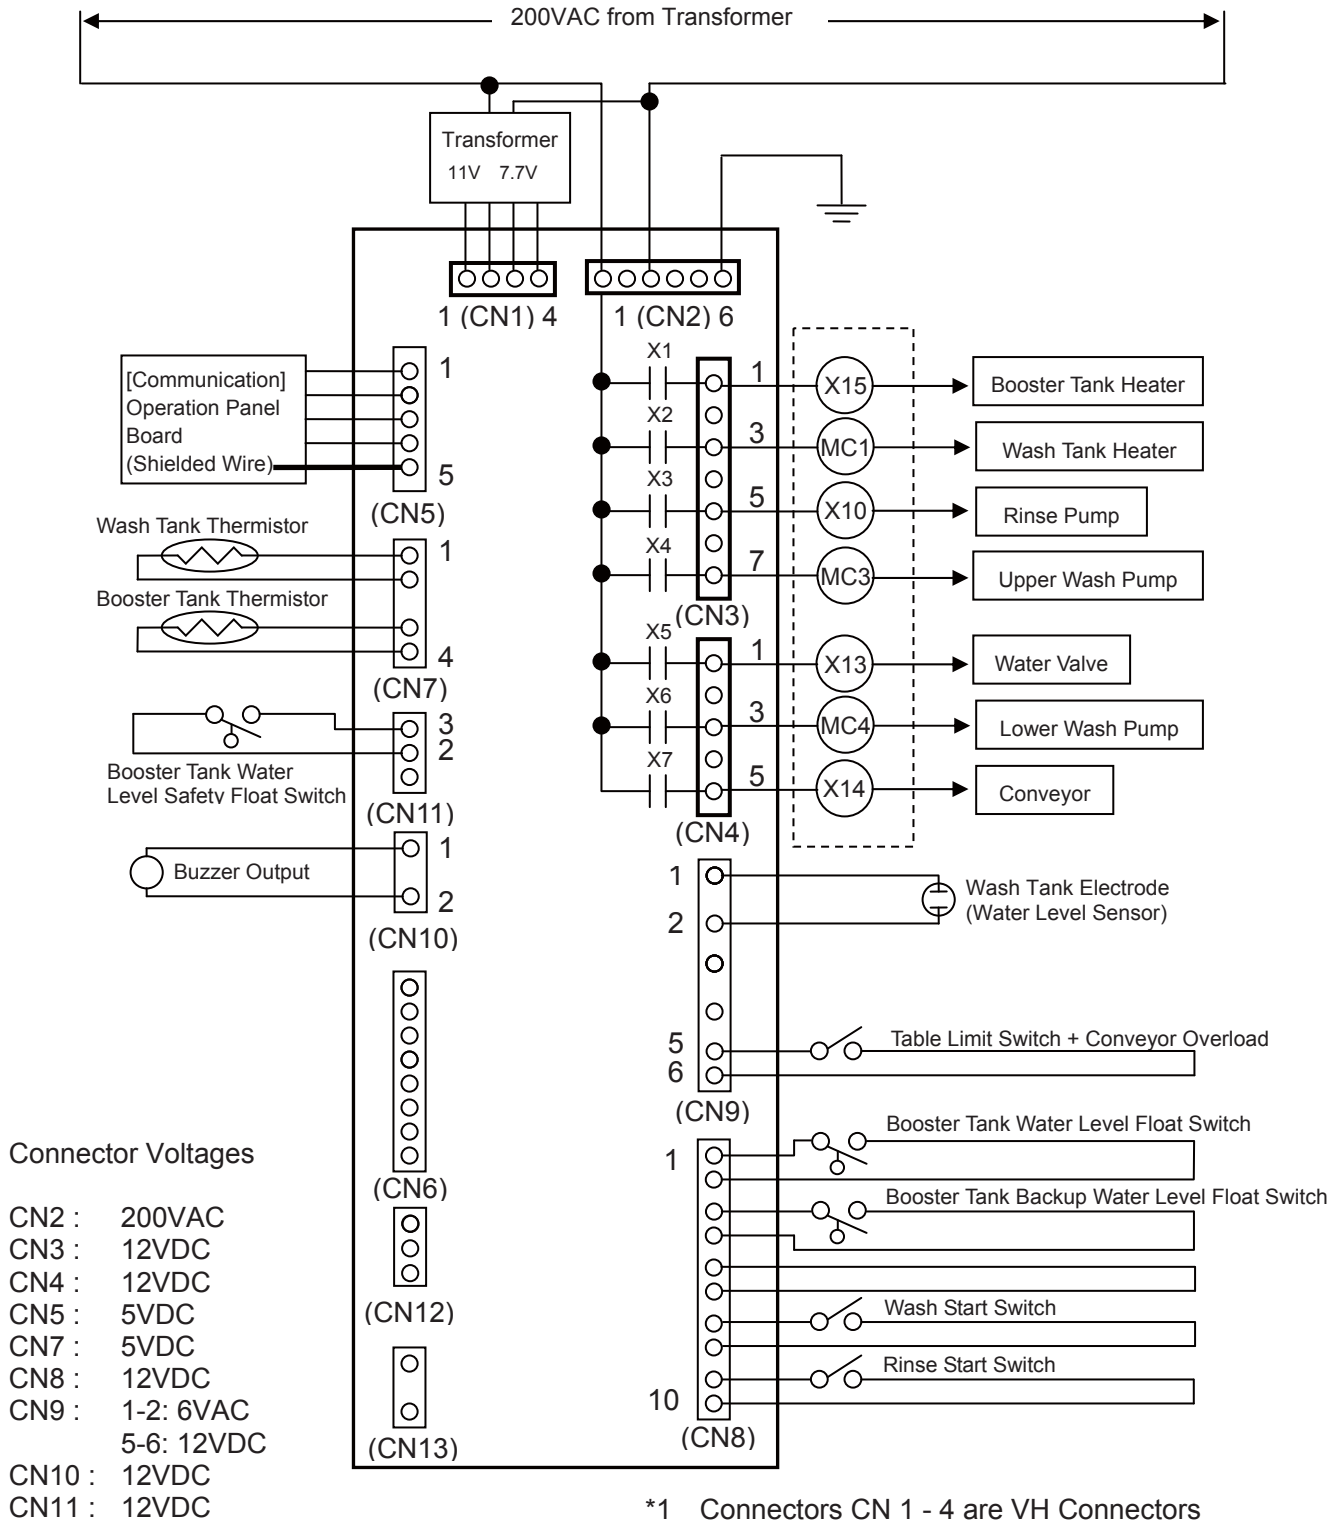 200VAC from Transformer
Transformer
11V 7.7V
1 (CN1) 4
1 (CN2) 6
[Communication]
Operation Panel
Board
(Shielded Wire)
1
5
(CN5)
Wash Tank Thermistor
1
Booster Tank Thermistor
4
(CN7)
3
2
Booster Tank Water
Level Safety Float Switch
(CN11)
Buzzer Output
1
2
(CN10)
(CN6)
(CN12)
(CN13)
X1
1
X15
Booster Tank Heater
X2
3
MC1
Wash Tank Heater
X3
5
X10
Rinse Pump
X4
7
MC3
Upper Wash Pump
(CN3)
X5
1
X13
Water Valve
X6
3
MC4
Lower Wash Pump
X7
5
X14
Conveyor
(CN4)
1
2
Wash Tank Electrode
(Water Level Sensor)
5
6
Table Limit Switch + Conveyor Overload
(CN9)
Booster Tank Water Level Float Switch
1
Booster Tank Backup Water Level Float Switch
Wash Start Switch
Rinse Start Switch
10
(CN8)
Connector Voltages
CN2 : 200VAC
CN3 : 12VDC
CN4 : 12VDC
CN5 : 5VDC
CN7 : 5VDC
CN8 : 12VDC
CN9 : 1-2: 6VAC
5-6: 12VDC
CN10 : 12VDC
CN11 : 12VDC
*1 Connectors CN 1 - 4 are VH Connectors